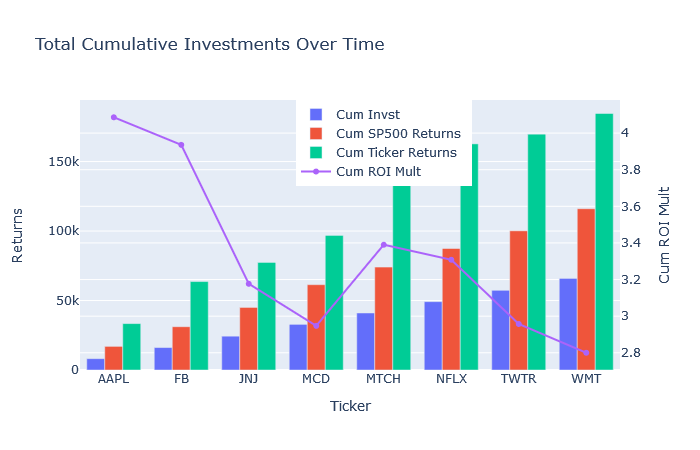 Total Cumulative Investments Over Time
Cum Invst
Cum SP500 Returns
Cum Ticker Returns
Cum ROI Mult
Returns
150k
100k
50k
0
4
3.8
3.6
3.4
3.2
3
2.8
Cum ROI Mult
AAPL FB JNJ MCD MTCH NFLX TWTR WMT
Ticker